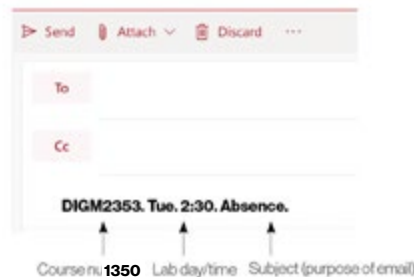 Send Attach Discard ...
To
Cc
DIGM2353. Tue. 2:30. Absence.
Course nu 1350 Lab day/time Subject (purpose of email)